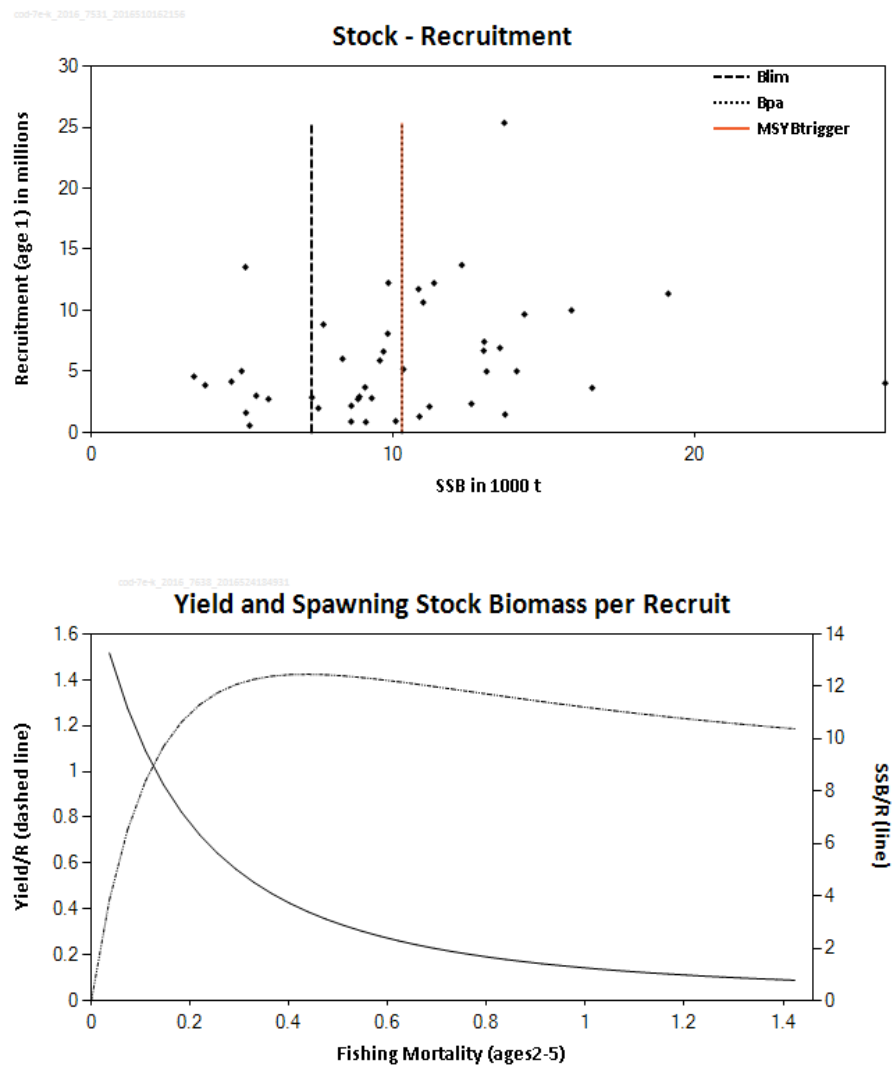 cod-7e-k_2016_7531_2016510162156
Stock - Recruitment
30
25
20
15
10
5
0
Recruitment (age 1) in millions
Blim
Bpa
MSYBtrigger
0 10 20
SSB in 1000 t
cod-7e-k_2016_7638_2016524184931
Yield and Spawning Stock Biomass per Recruit
1.6
1.4
1.2
1
0.8
0.6
0.4
0.2
0
Yield/R (dashed line)
14
12
10
8
6
4
2
0
SSB/R (line)
0 0.2 0.4 0.6 0.8 1 1.2 1.4
Fishing Mortality (ages2-5)